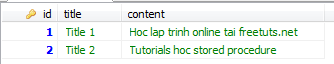 id title content
1 Title 1 Hoc lap trinh online tai freetuts.net
2 Title 2 Tutorials hoc stored procedure